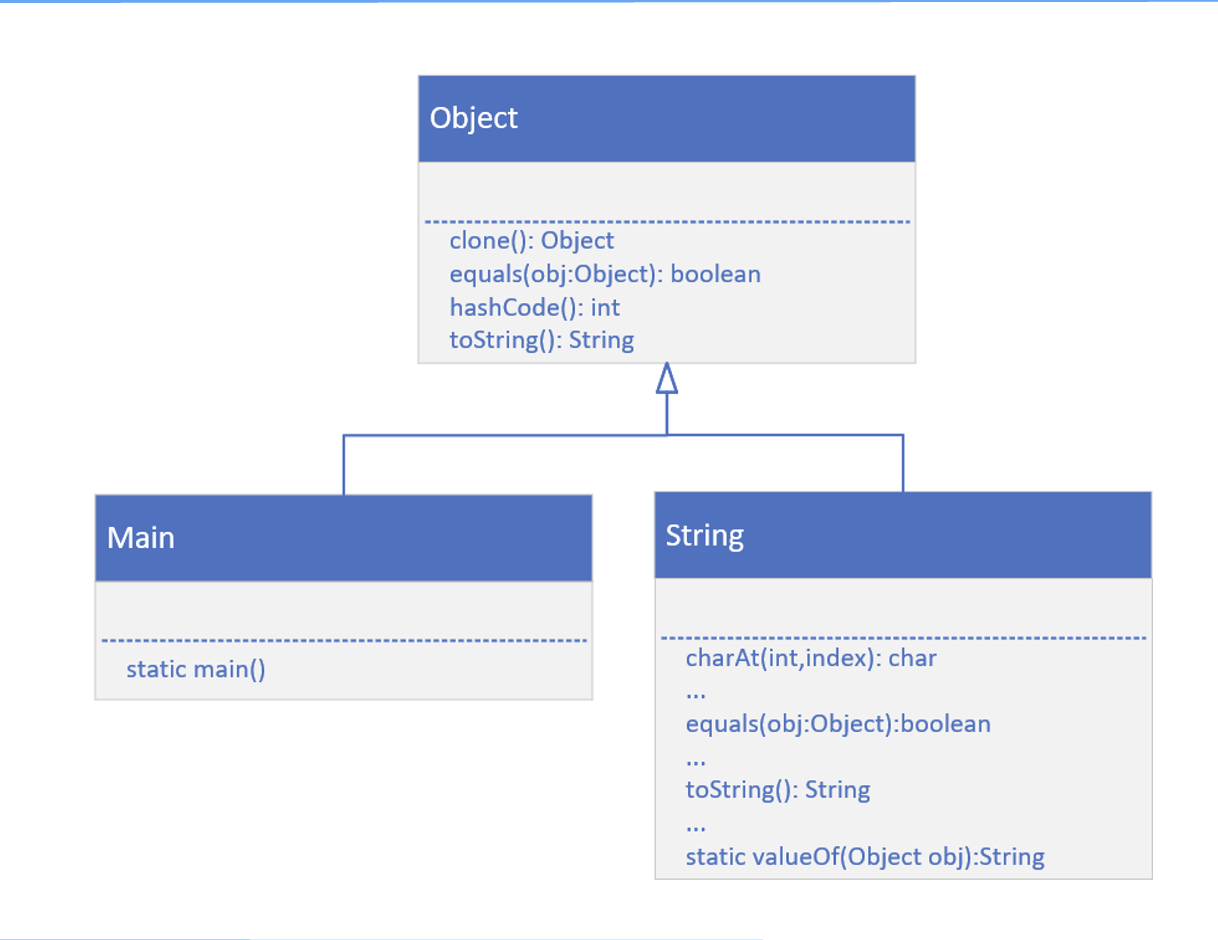 Object
clone(): Object
equals(obj:Object): boolean
hashCode(): int
toString(): String
Main
static main()
String
charAt(int,index): char
...
equals(obj:Object):boolean
...
toString(): String
...
static valueOf(Object obj):String